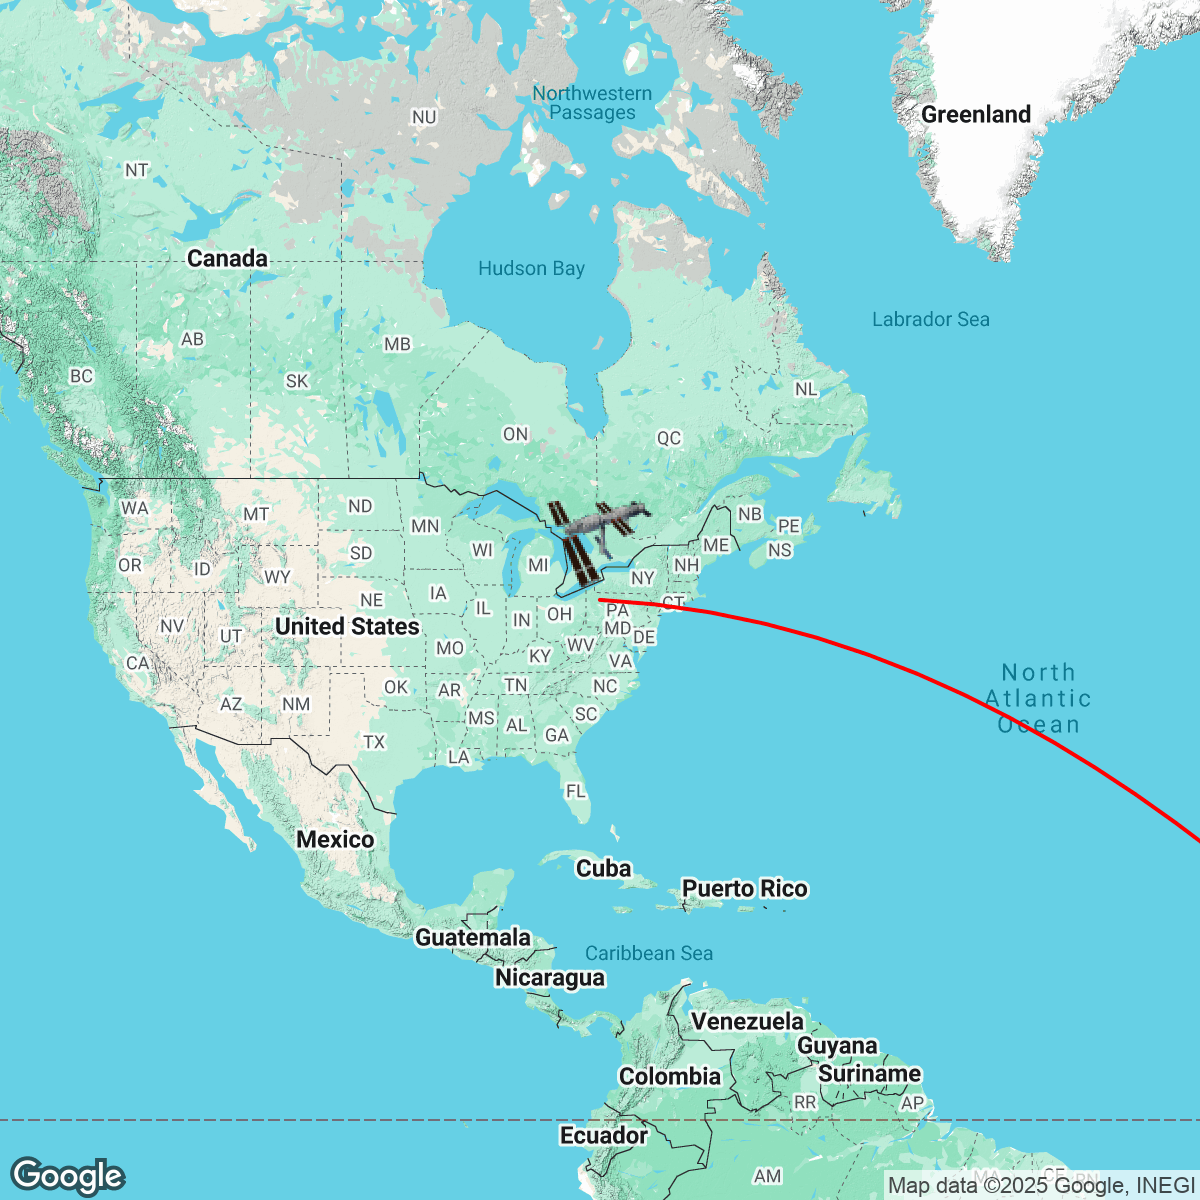 Northwestern
Passages
NU
Greenland
NT
Canada
Hudson Bay
Labrador Sea
AB
MB
BC
SK
NL
ON
QC
WA
MT
ND
MN
NB
PE
NS
ME
OR
ID
SD
WI
MI
NH
NY
WY
NE
IA
IL
IN
OH
PA
CT
NV
UT
United States
MO
MD
DE
WV
KY
VA
CA
North
Atlantic
Ocean
AZ
NM
OK
AR
TN
NC
MS
AL
SC
GA
TX
LA
FL
Mexico
Cuba
Puerto Rico
Guatemala
Caribbean Sea
Nicaragua
Venezuela
Guyana
Colombia
Suriname
RR
AP
Ecuador
AM
MA
CE
RN
Google
Map data ©2025 Google, INEGI